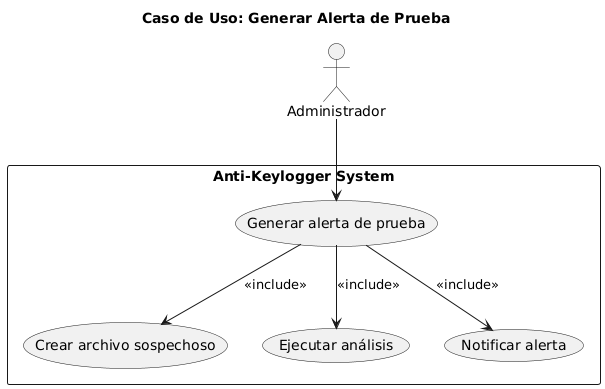 Caso de Uso: Generar Alerta de Prueba
Administrador
Anti-Keylogger System
Generar alerta de prueba
«include»
«include»
«include»
Crear archivo sospechoso
Ejecutar análisis
Notificar alerta